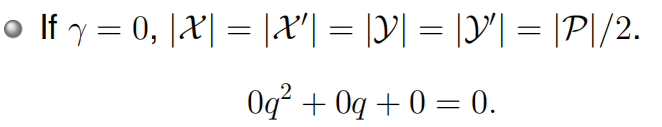 • If γ = 0, |𝒳| = |𝒳′| = |𝒴| = |𝒴′| = |𝒫|/2.
0q² + 0q + 0 = 0.